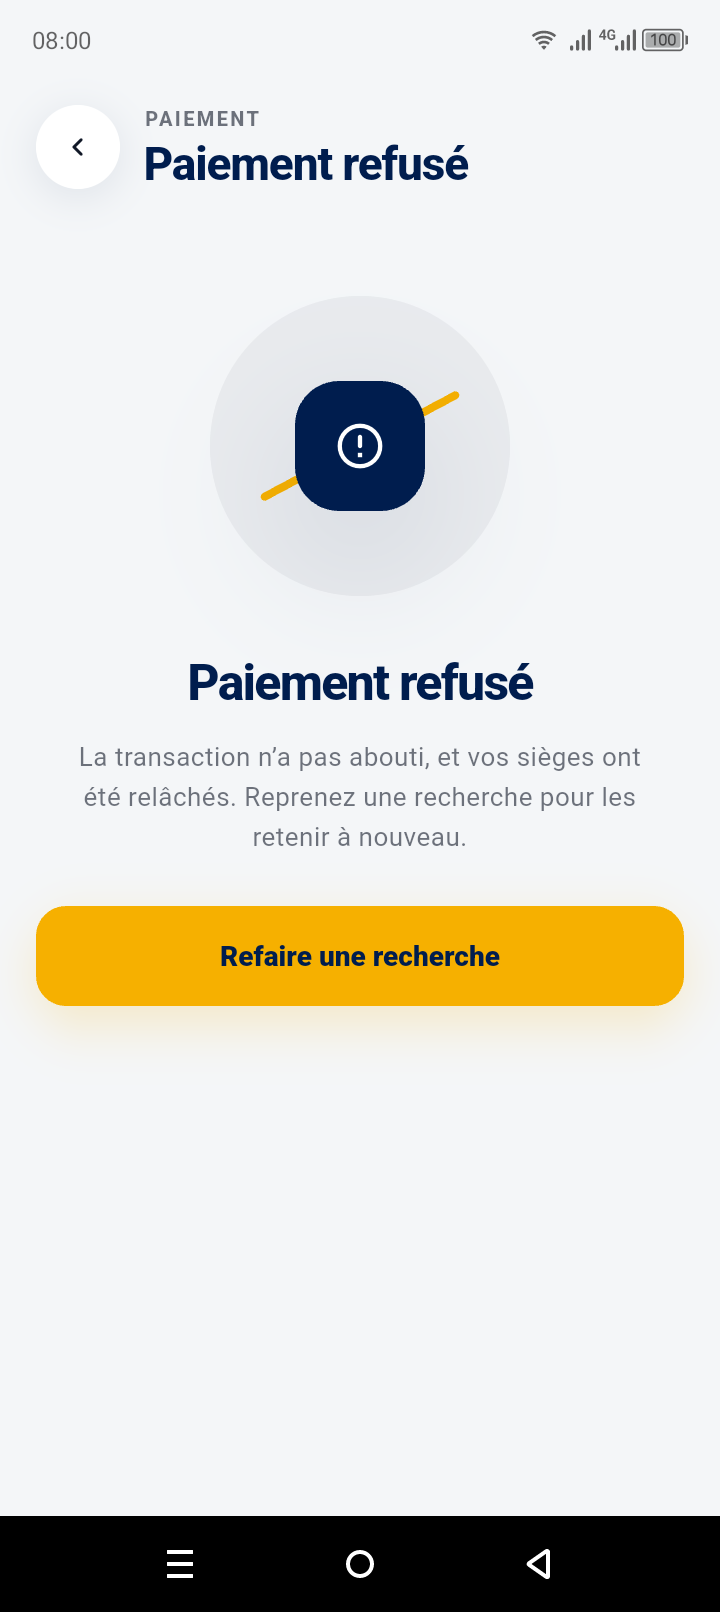 08:00
4G
100
PAIEMENT
Paiement refusé
Paiement refusé
La transaction n’a pas abouti, et vos sièges ont
été relâchés. Reprenez une recherche pour les
retenir à nouveau.
Refaire une recherche